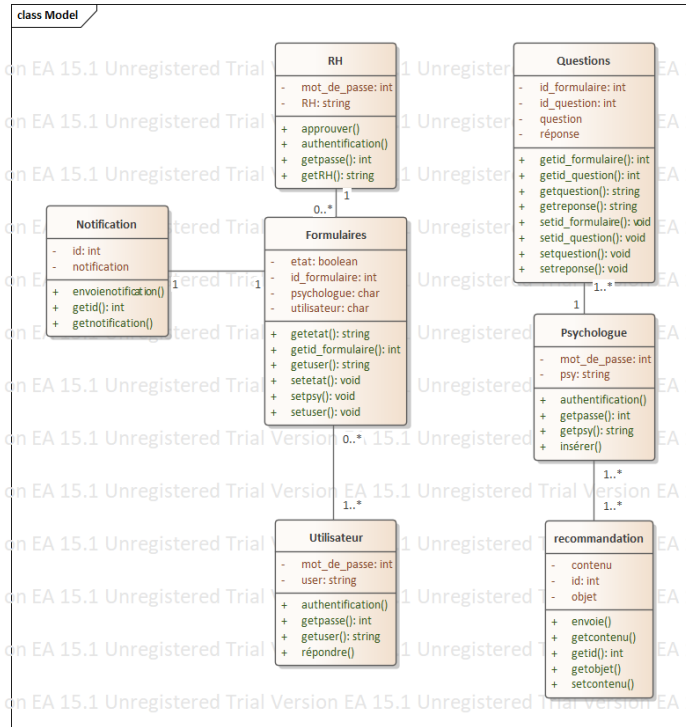 class Model
RH
- mot_de_passe: int
- RH: string
+ approuver()
+ authentification()
+ getpasse(): int
+ getRH(): string
1
0..*
Questions
- id_formulaire: int
- id_question: int
- question
- réponse
+ getid_formulaire(): int
+ getid_question(): int
+ getquestion(): string
+ getreponse(): string
+ setid_formulaire(): void
+ setid_question(): void
+ setquestion(): void
+ setreponse(): void
1..*
1
Notification
- id: int
- notification
+ envoienotification()
+ getid(): int
+ getnotification()
1
1
Formulaires
- etat: boolean
- id_formulaire: int
- psychologue: char
- utilisateur: char
+ getetat(): string
+ getid_formulaire(): int
+ getuser(): string
+ setetat(): void
+ setpsy(): void
+ setuser(): void
0..*
1..*
Psychologue
- mot_de_passe: int
- psy: string
+ authentification()
+ getpasse(): int
+ getpsy(): string
+ insérer()
1..*
1..*
Utilisateur
- mot_de_passe: int
- user: string
+ authentification()
+ getpasse(): int
+ getuser(): string
+ répondre()
recommandation
- contenu
- id: int
- objet
+ envoie()
+ getcontenu()
+ getid(): int
+ getobjet()
+ setcontenu()
on EA 15.1 Unregistered Trial Version EA 15.1 Unregistered Trial Version EA